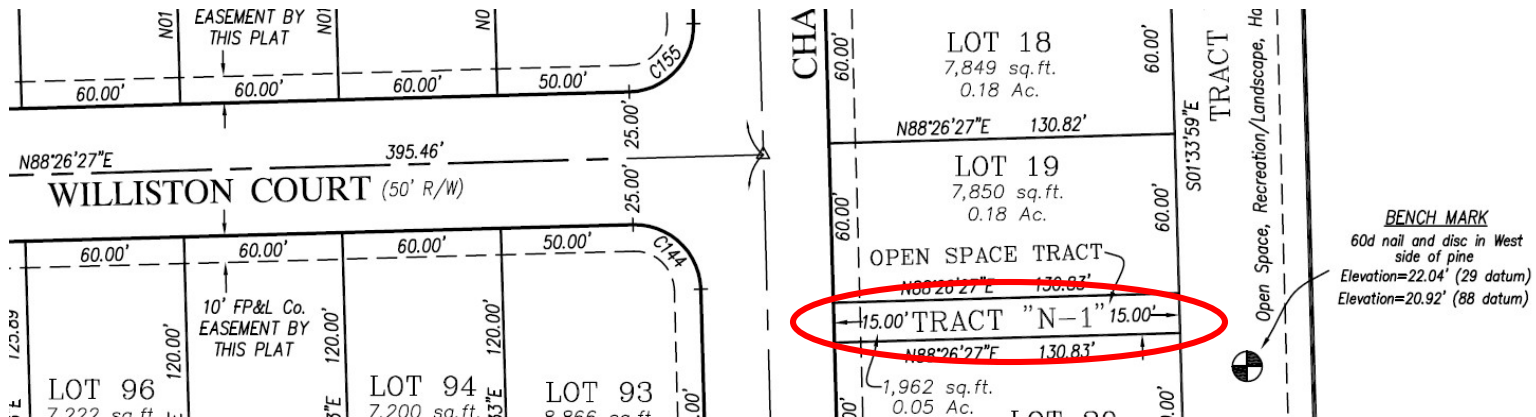 EASEMENT BY
THIS PLAT
60.00'
60.00'
60.00'
50.00'
C155
25.00'
N88°26'27"E
395.46'
WILLISTON COURT (50' R/W)
25.00'
60.00'
60.00'
60.00'
50.00'
C144
10' FP&L Co.
EASEMENT BY
THIS PLAT
125.89
120.00'
120.00'
120.00'
LOT 96
LOT 94
LOT 93
CHA
60.00'
LOT 18
7,849 sq.ft.
0.18 Ac.
60.00'
N88°26'27"E 130.82'
LOT 19
7,850 sq.ft.
0.18 Ac.
60.00'
60.00'
S01°33'59"E
TRACT
Open Space, Recreation/Landscape, Ha
OPEN SPACE TRACT
N88°26'27"E 130.83'
15.00' TRACT "N-1" 15.00'
N88°26'27"E 130.83'
1,962 sq.ft.
0.05 Ac.
BENCH MARK
60d nail and disc in West
side of pine
Elevation=22.04' (29 datum)
Elevation=20.92' (88 datum)